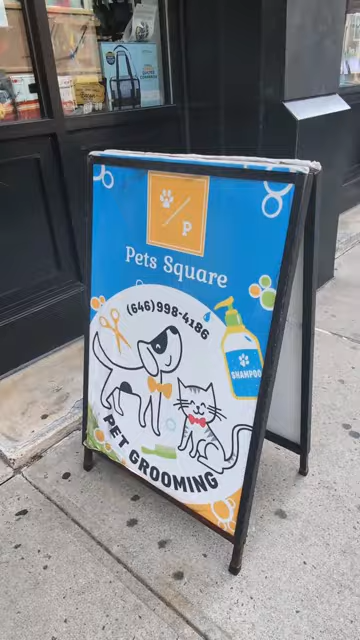 P
Pets Square
(646)998-4186
SHAMPOO
PET GROOMING